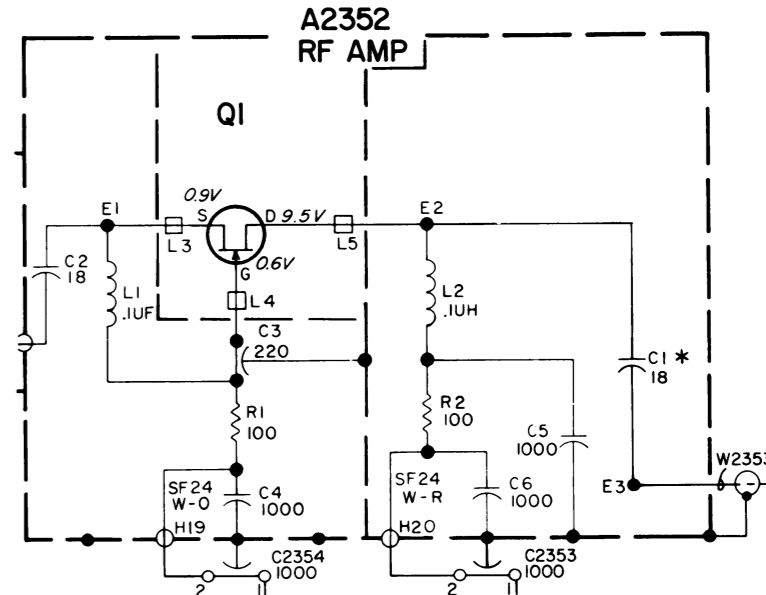 A2352
RF AMP
Q1
0.9V
S
D 9.5V
G
0.6V
E1
L3
L5
E2
C2
18
L1
.1UF
L4
L2
.1UH
C3
220
C1 *
18
R1
100
R2
100
C5
1000
W2353
E3
SF24
W-O
C4
1000
SF24
W-R
C6
1000
H19
H20
C2354
1000
C2353
1000
2
11
2
11